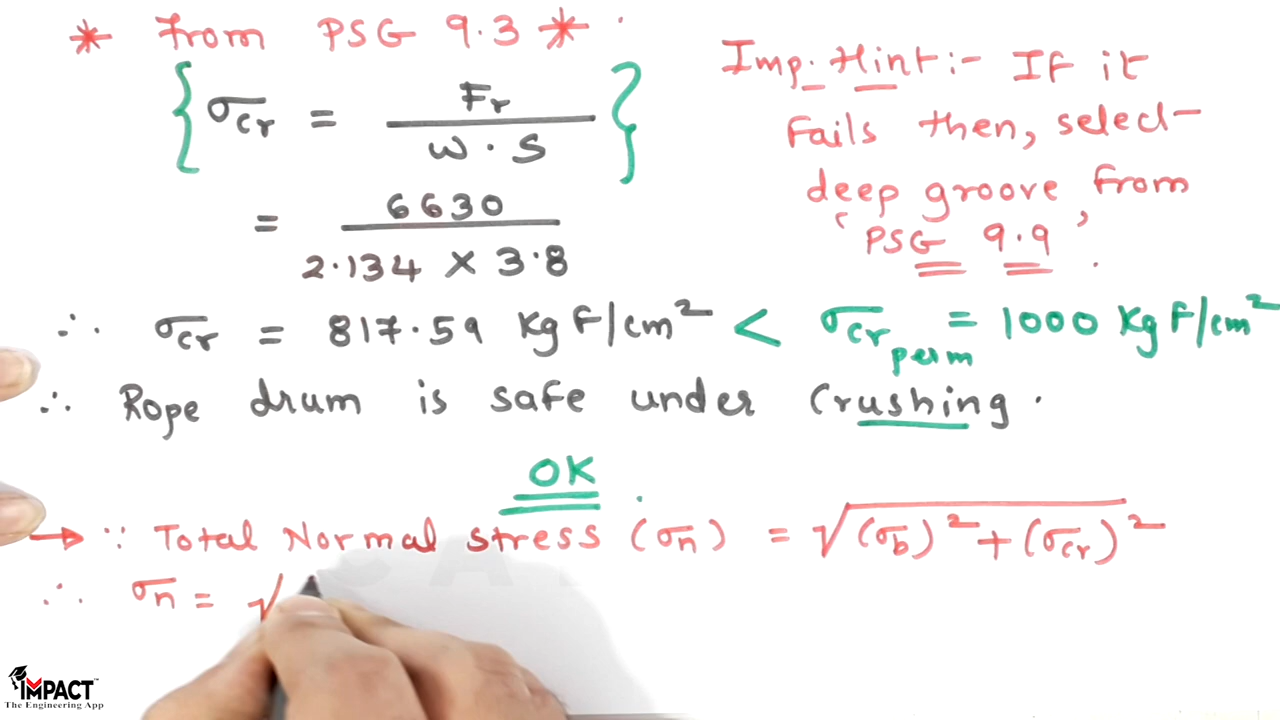 * From PSG 9.3 *
σcr = Fr / w · s
= 6630 / 2.134 × 3.8
∴ σcr = 817.59 KgF/cm² < σcr perm = 1000 KgF/cm²
∴ Rope drum is safe under Crushing.
OK
→ ∵ Total Normal stress (σn) = √(σb)² + (σcr)²
∴ σn = √
Imp. Hint :- IF it
Fails then, select
deep groove from
‘PSG 9.9’.
IMPACT
The Engineering App